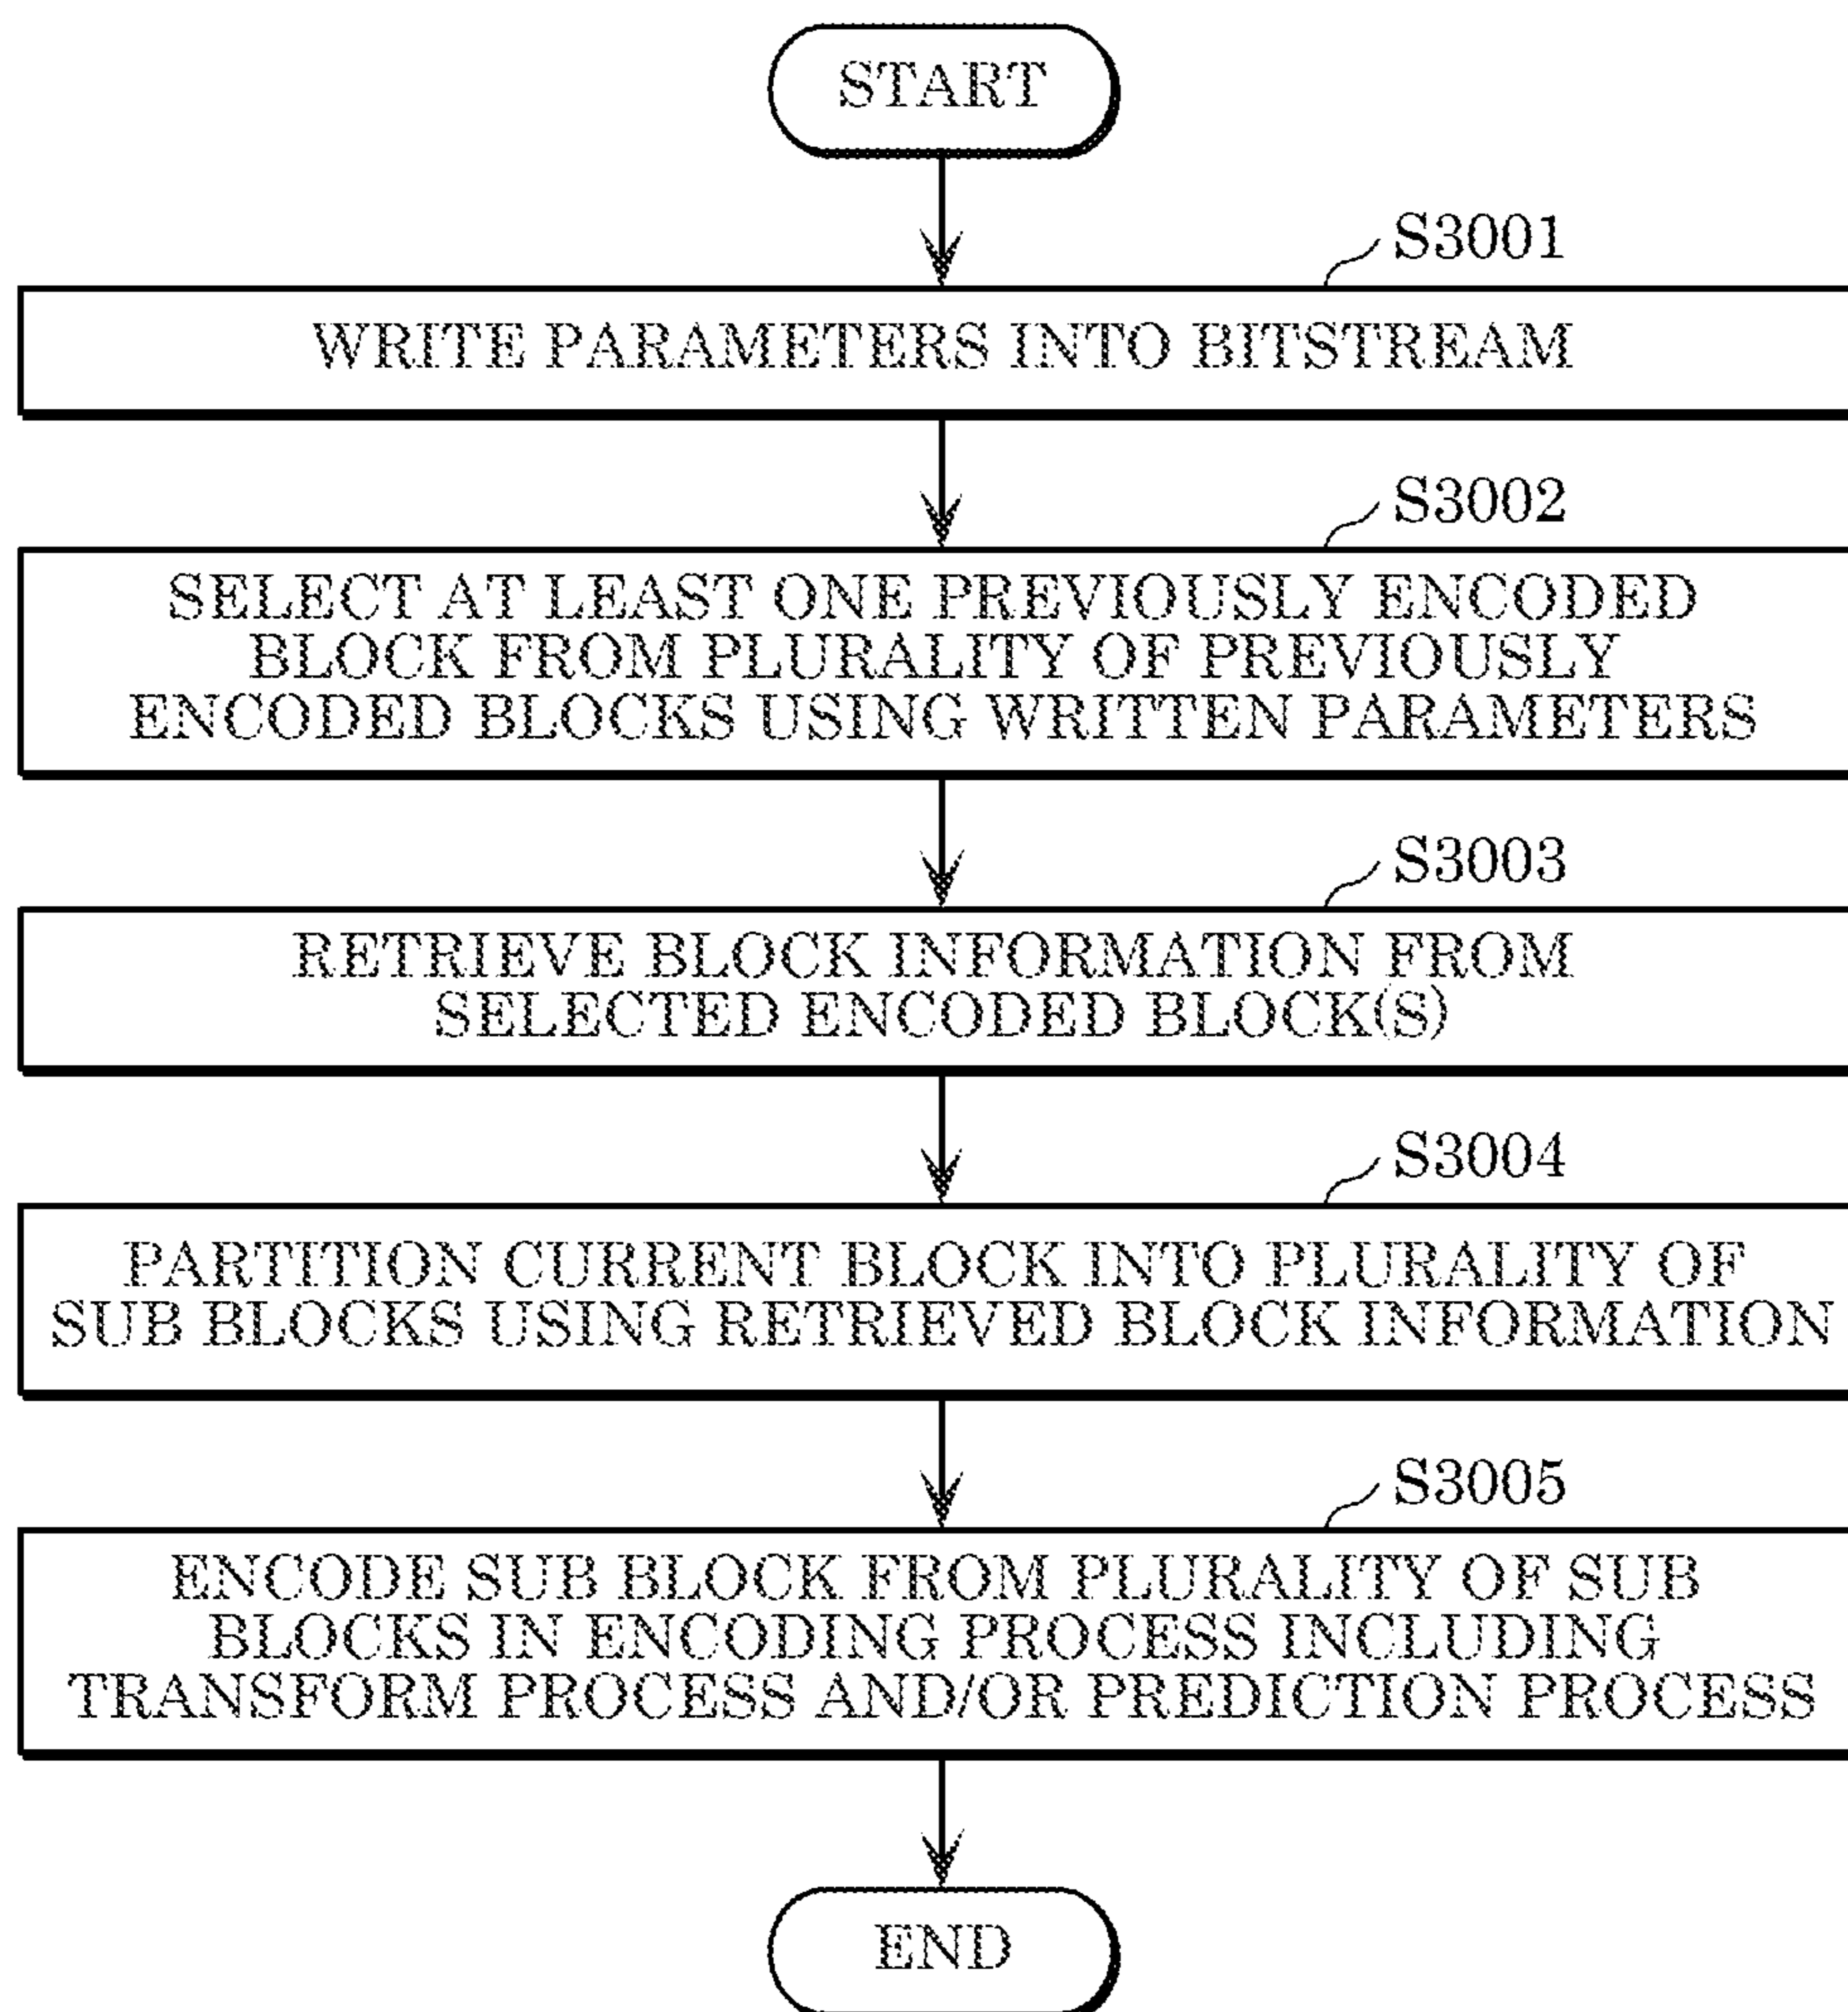 START
S3001
WRITE PARAMETERS INTO BITSTREAM
S3002
SELECT AT LEAST ONE PREVIOUSLY ENCODED
BLOCK FROM PLURALITY OF PREVIOUSLY
ENCODED BLOCKS USING WRITTEN PARAMETERS
S3003
RETRIEVE BLOCK INFORMATION FROM
SELECTED ENCODED BLOCK(S)
S3004
PARTITION CURRENT BLOCK INTO PLURALITY OF
SUB BLOCKS USING RETRIEVED BLOCK INFORMATION
S3005
ENCODE SUB BLOCK FROM PLURALITY OF SUB
BLOCKS IN ENCODING PROCESS INCLUDING
TRANSFORM PROCESS AND/OR PREDICTION PROCESS
END